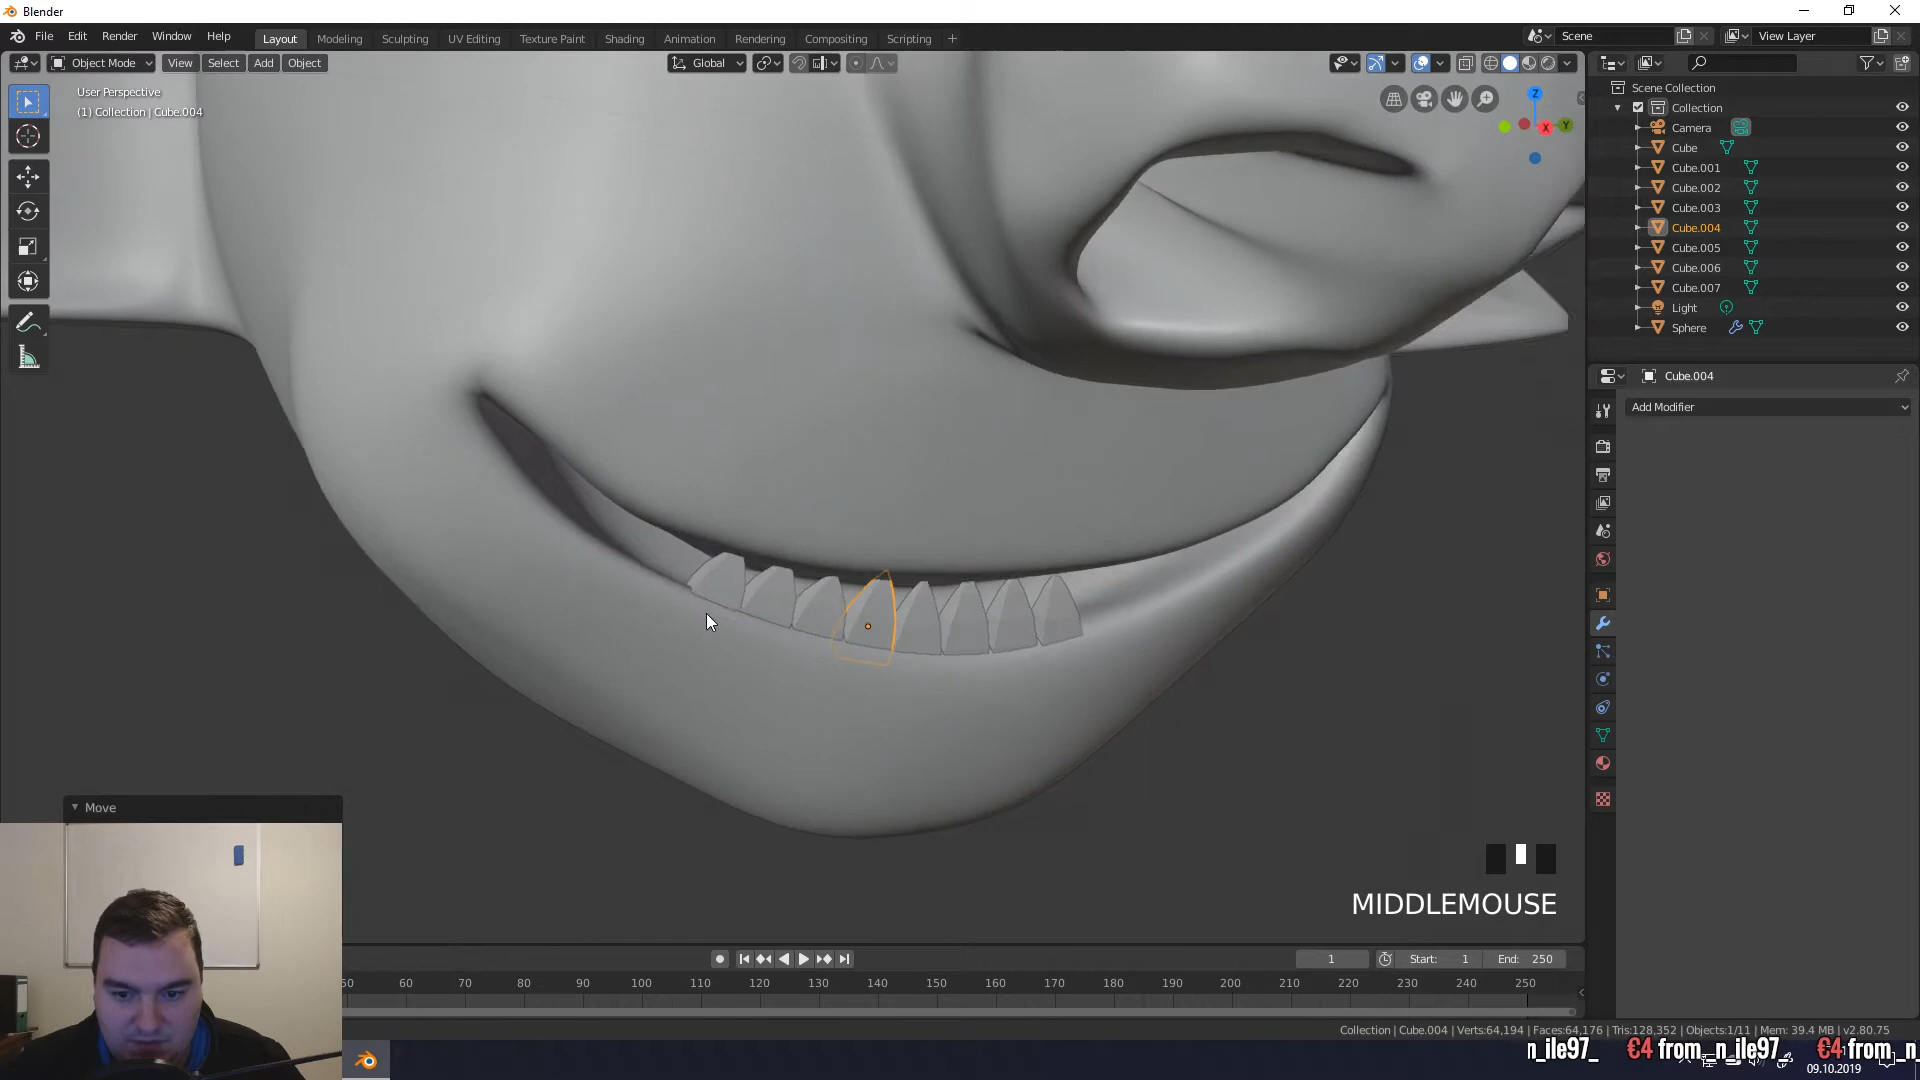 Blender
File Edit Render Window Help
Layout Modeling Sculpting UV Editing Texture Paint Shading Animation Rendering Compositing Scripting
Scene
View Layer
Object Mode View Select Add Object
Global
User Perspective
(1) Collection | Cube.004
Z
X
Y
Scene Collection
Collection
Camera
Cube
Cube.001
Cube.002
Cube.003
Cube.004
Cube.005
Cube.006
Cube.007
Light
Sphere
Cube.004
Add Modifier
Move
MIDDLEMOUSE
1 Start: 1 End: 250
50 60 70 80 90 100 110 120 130 140 150 160 170 180 190 200 210 220 230 240 250
Collection | Cube.004 | Verts:64,194 | Faces:64,176 | Tris:128,352 | Objects:1/11 | Mem: 39.4 MB | v2.80.75
n_ile97_ €4 from _n_ile97_ €4 from _n_
09.10.2019